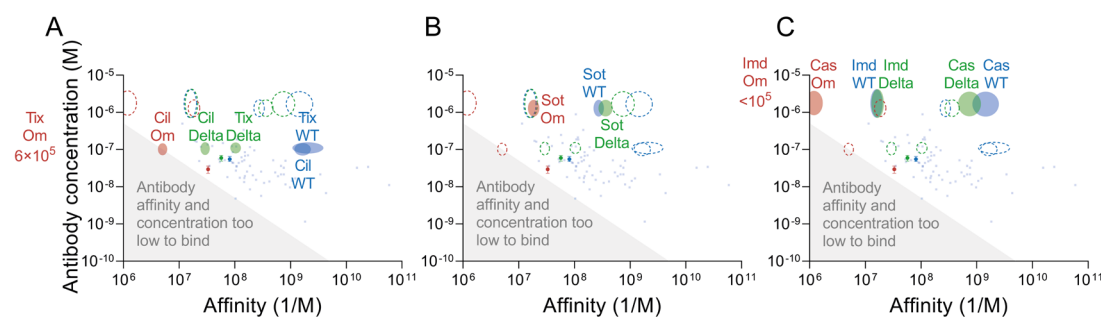 A
Antibody concentration (M)
10-5
10-6
10-7
10-8
10-9
10-10
Tix
Om
6×10⁵
Cil
Om
Cil
Delta
Tix
Delta
Tix
WT
Cil
WT
Antibody
affinity and
concentration too
low to bind
10⁶
10⁷
10⁸
10⁹
10¹⁰
10¹¹
Affinity (1/M)
B
10-5
10-6
10-7
10-8
10-9
10-10
Sot
Om
Sot
WT
Sot
Delta
Antibody
affinity and
concentration too
low to bind
10⁶
10⁷
10⁸
10⁹
10¹⁰
10¹¹
Affinity (1/M)
C
Imd
Om
<10⁵
10-5
10-6
10-7
10-8
10-9
10-10
Cas
Om
Imd
WT
Imd
Delta
Cas
Delta
Cas
WT
Antibody
affinity and
concentration too
low to bind
10⁶
10⁷
10⁸
10⁹
10¹⁰
10¹¹
Affinity (1/M)